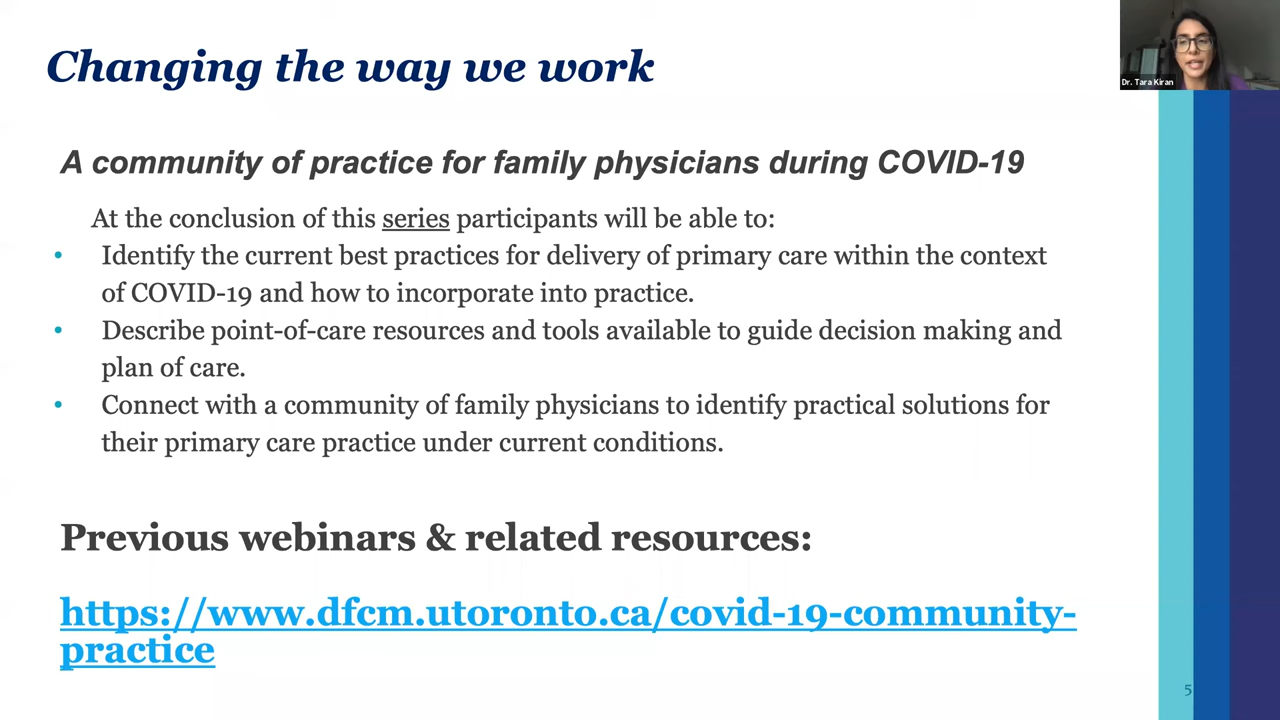 Changing the way we work
Dr. Tara Kiran
A community of practice for family physicians during COVID-19
At the conclusion of this series participants will be able to:
• Identify the current best practices for delivery of primary care within the context
of COVID-19 and how to incorporate into practice.
• Describe point-of-care resources and tools available to guide decision making and
plan of care.
• Connect with a community of family physicians to identify practical solutions for
their primary care practice under current conditions.
Previous webinars & related resources:
https://www.dfcm.utoronto.ca/covid-19-community-
practice
5